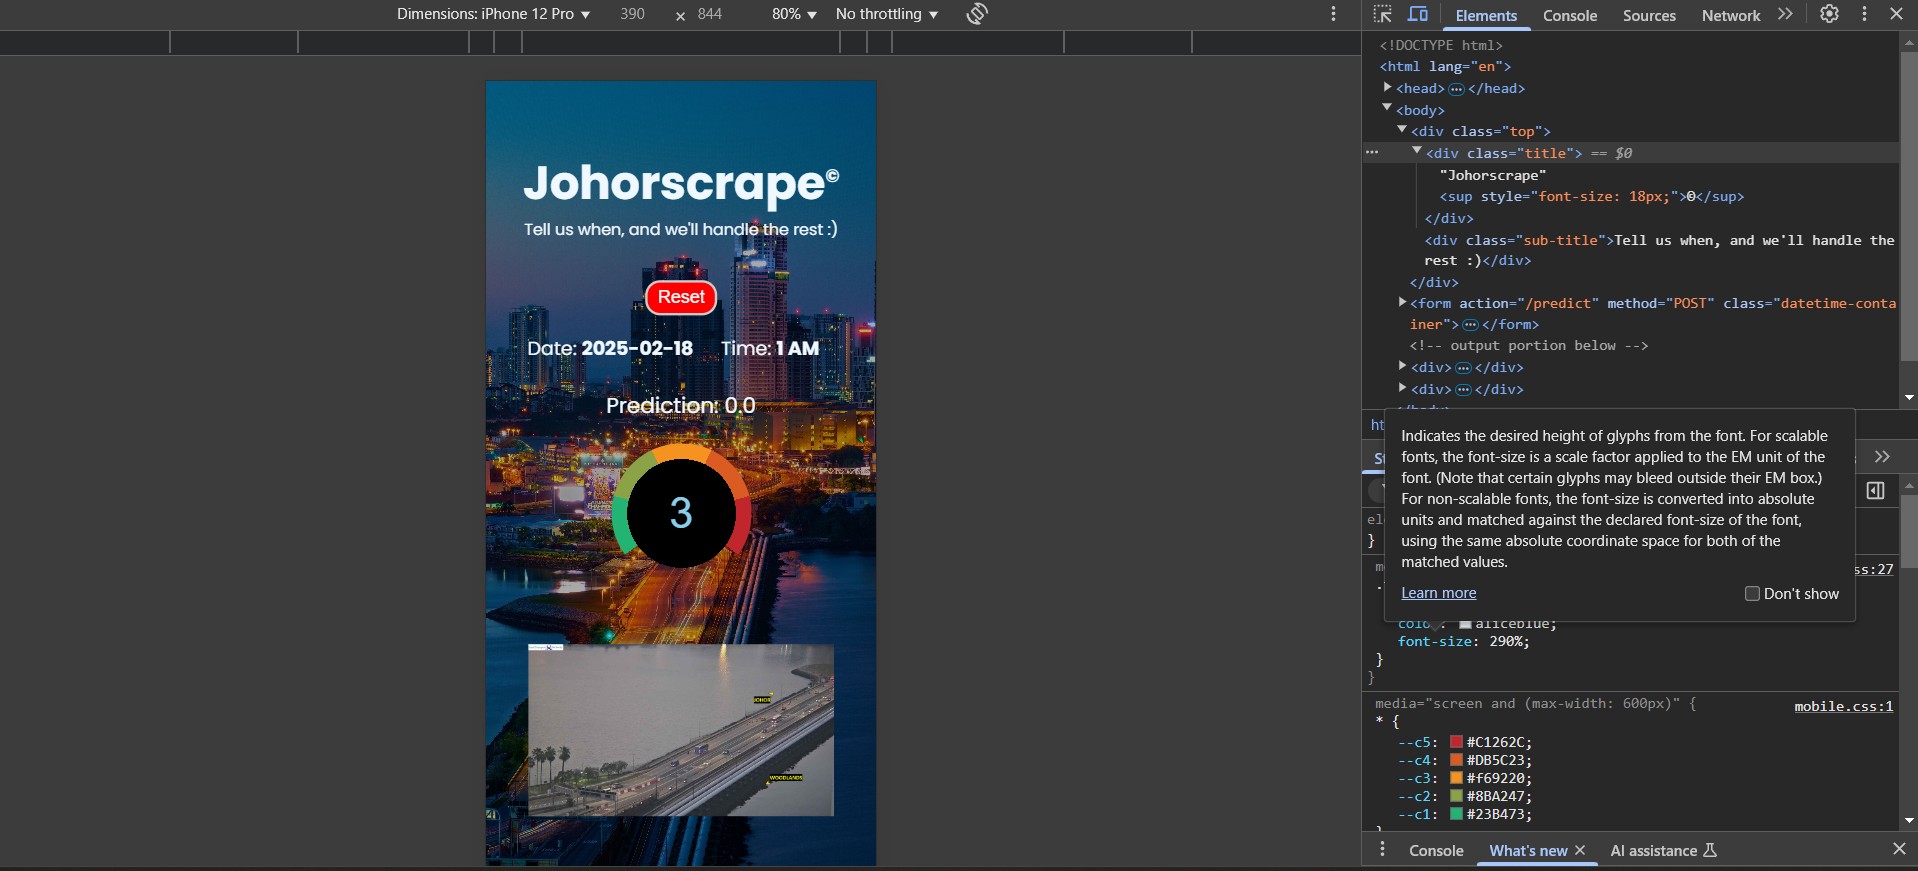 Dimensions: iPhone 12 Pro ▼ 390 × 844 80% ▼ No throttling ▼
Elements Console Sources Network
Johorscrape©
Tell us when, and we'll handle the rest :)
Reset
Date: 2025-02-18 Time: 1 AM
Prediction: 0.0
3
JOHOR
WOODLANDS
<!DOCTYPE html>
<html lang="en">
<head>…</head>
<body>
<div class="top">
<div class="title"> == $0
"Johorscrape"
<sup style="font-size: 18px;">©</sup>
</div>
<div class="sub-title">Tell us when, and we'll handle the
rest :)</div>
</div>
<form action="/predict" method="POST" class="datetime-conta
iner">…</form>
<!-- output portion below -->
<div>…</div>
<div>…</div>
ht
Indicates the desired height of glyphs from the font. For scalable
fonts, the font-size is a scale factor applied to the EM unit of the
font. (Note that certain glyphs may bleed outside their EM box.)
For non-scalable fonts, the font-size is converted into absolute
units and matched against the declared font-size of the font,
using the same absolute coordinate space for both of the
matched values.
Learn more Don't show
St
ele
}
ss:27
color: aliceblue;
font-size: 290%;
}
}
media="screen and (max-width: 600px)" {
mobile.css:1
* {
--c5: #C1262C;
--c4: #DB5C23;
--c3: #f69220;
--c2: #8BA247;
--c1: #23B473;
}
Console What's new AI assistance